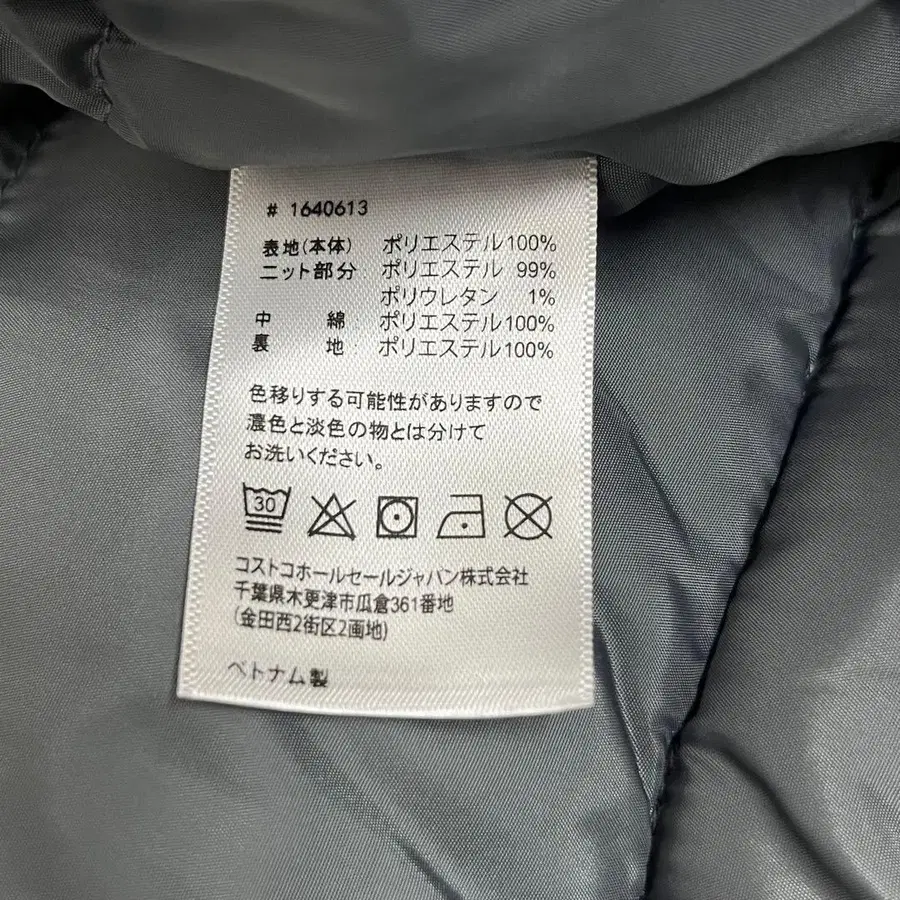 # 1640613
表地(本体) ポリエステル100%
ニット部分 ポリエステル 99%
ポリウレタン 1%
中 綿 ポリエステル100%
裏 地 ポリエステル100%
色移りする可能性がありますので
濃色と淡色の物とは分けて
お洗いください。
30
コストコホールセールジャパン株式会社
千葉県木更津市瓜倉361番地
(金田西2街区2画地)
ベトナム製